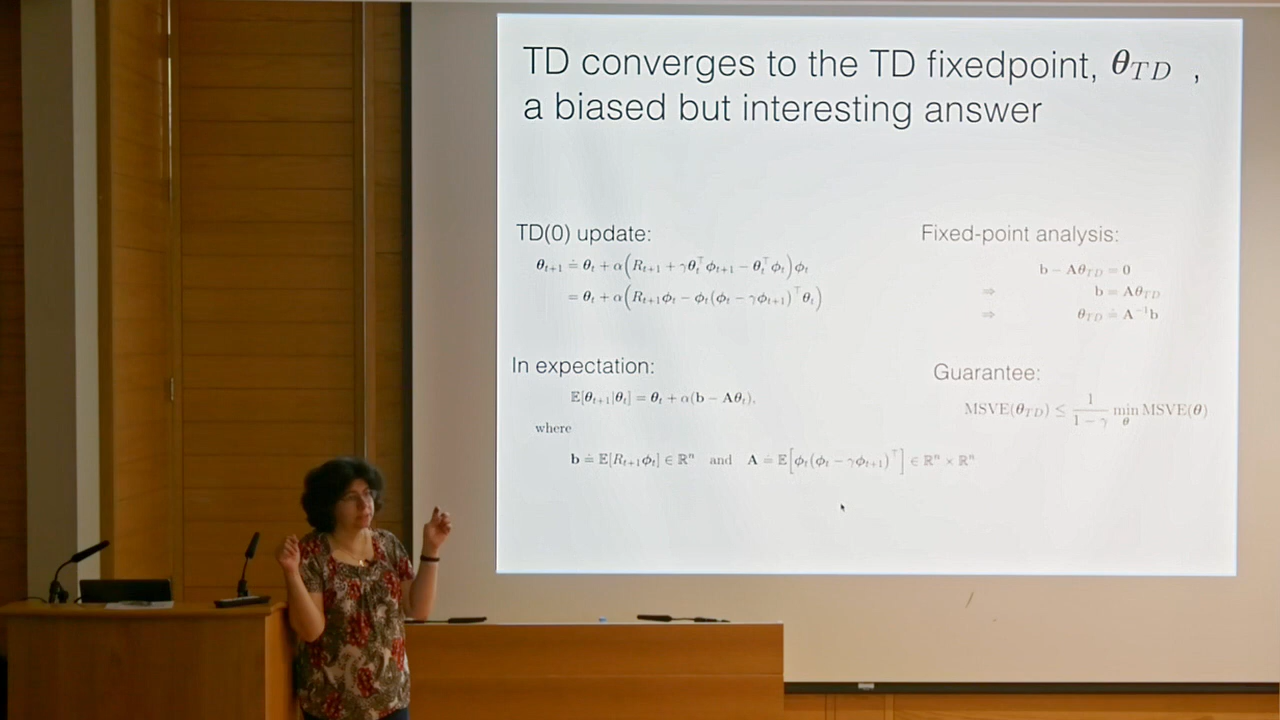 TD converges to the TD fixedpoint, θ_TD ,
a biased but interesting answer
TD(0) update:
θ_{t+1} ≐ θ_t + α(R_{t+1} + γθ_t^⊤ϕ_{t+1} − θ_t^⊤ϕ_t)ϕ_t
= θ_t + α(R_{t+1}ϕ_t − ϕ_t(ϕ_t − γϕ_{t+1})^⊤θ_t)
In expectation:
𝔼[θ_{t+1}|θ_t] = θ_t + α(b − Aθ_t),
where
b ≐ 𝔼[R_{t+1}ϕ_t] ∈ ℝ^n and A ≐ 𝔼[ϕ_t(ϕ_t − γϕ_{t+1})^⊤] ∈ ℝ^n × ℝ^n
Fixed-point analysis:
b − Aθ_TD = 0
⇒ b = Aθ_TD
⇒ θ_TD ≐ A^{−1}b
Guarantee:
MSVE(θ_TD) ≤ 1/(1 − γ) min_θ MSVE(θ)